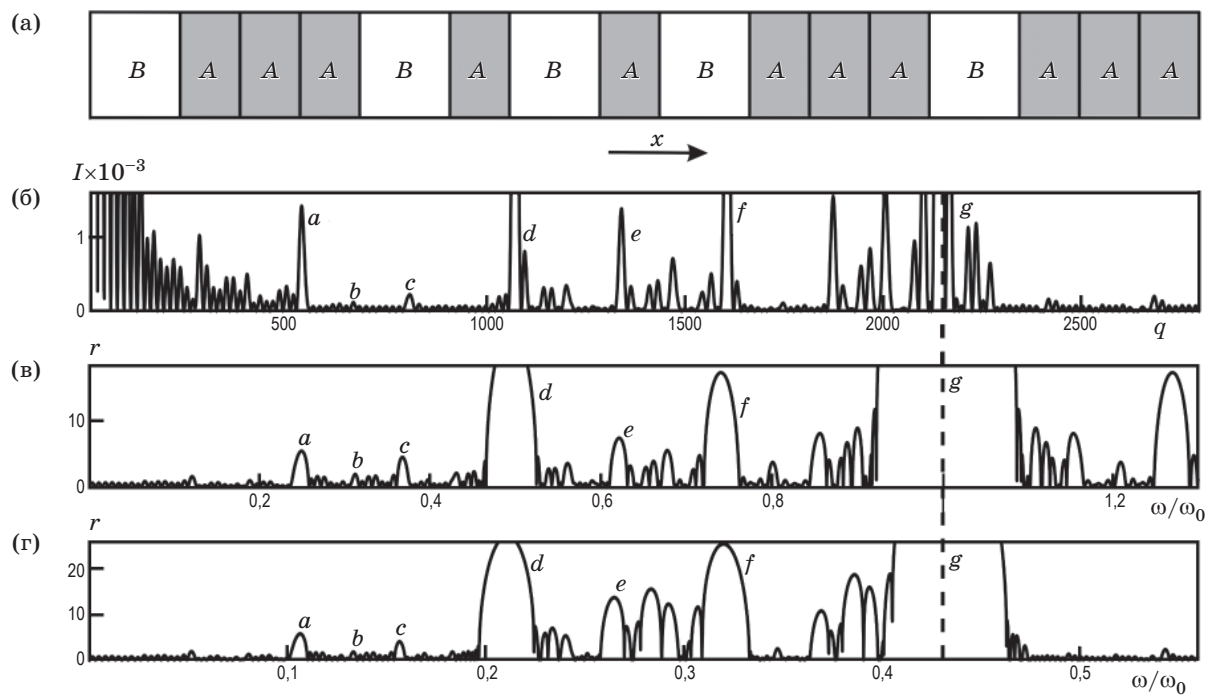 (а)
B A A A B A B A B A A A B A A A
x
I×10⁻³
(б)
1
0
a b c d e f g
500 1000 1500 2000 2500 q
r
(в)
10
0
a b c d e f g
0,2 0,4 0,6 0,8 1,2 ω/ω₀
r
(г)
20
10
0
a b c d e f g
0,1 0,2 0,3 0,4 0,5 ω/ω₀